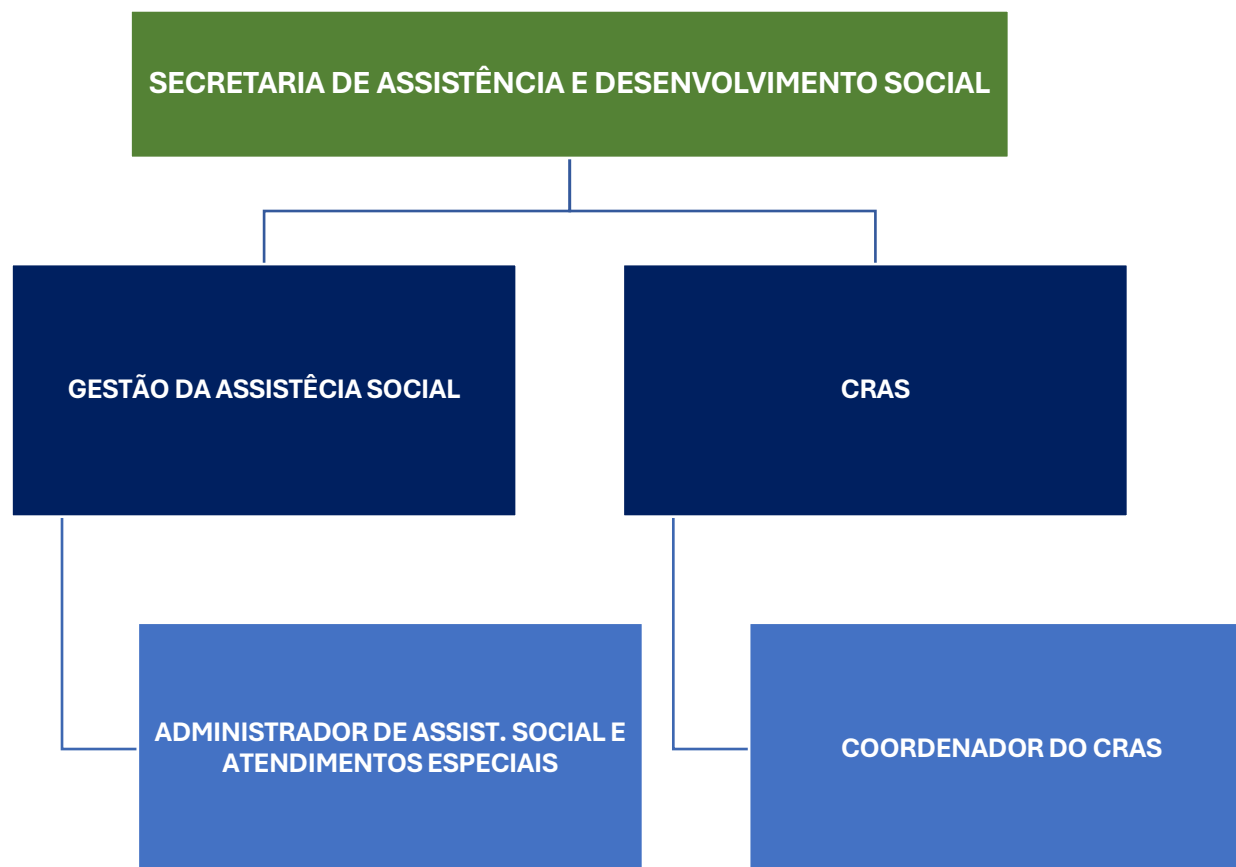 SECRETARIA DE ASSISTÊNCIA E DESENVOLVIMENTO SOCIAL
GESTÃO DA ASSISTÊCIA SOCIAL
CRAS
ADMINISTRADOR DE ASSIST. SOCIAL E
ATENDIMENTOS ESPECIAIS
COORDENADOR DO CRAS